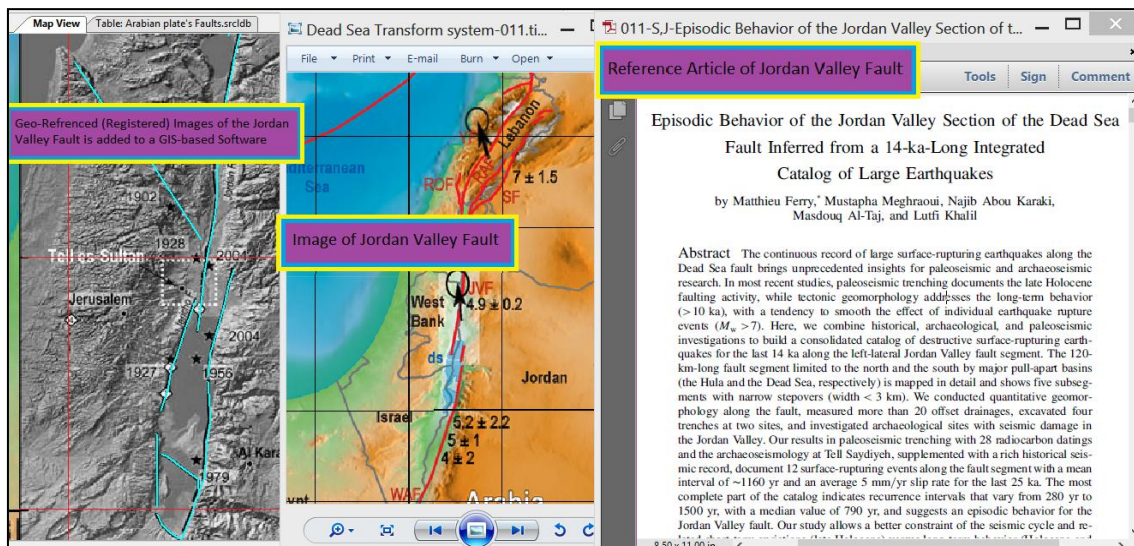 Map View
Table: Arabian plate's Faults.srcldb
Geo-Refrenced (Registered) Images of the Jordan
Valley Fault is added to a GIS-based Software
1902
1928
2004
Jerusalem
2004
1927
1956
Al Kara
1979
Dead Sea Transform system-011.ti...
File
Print
E-mail
Burn
Open
Lebanon
Sea
ROF
SF
7 ± 1.5
Image of Jordan Valley Fault
JVF
4.9 ± 0.2
West
Bank
ds
Jordan
Israel
5.2 ± 2.2
5 ± 1
4 ± 2
WAF
Arabia
011-S,J-Episodic Behavior of the Jordan Valley Section of t...
Reference Article of Jordan Valley Fault
Tools
Sign
Comment
Episodic Behavior of the Jordan Valley Section of the Dead Sea
Fault Inferred from a 14-ka-Long Integrated
Catalog of Large Earthquakes
by Matthieu Ferry,* Mustapha Meghraoui, Najib Abou Karaki,
Masdouq Al-Taj, and Lutfi Khalil
Abstract The continuous record of large surface-rupturing earthquakes along the
Dead Sea fault brings unprecedented insights for paleoseismic and archaeoseismic
research. In most recent studies, paleoseismic trenching documents the late Holocene
faulting activity, while tectonic geomorphology addresses the long-term behavior
(>10 ka), with a tendency to smooth the effect of individual earthquake rupture
events (Mw >7). Here, we combine historical, archaeological, and paleoseismic
investigations to build a consolidated catalog of destructive surface-rupturing earth-
quakes for the last 14 ka along the left-lateral Jordan Valley fault segment. The 120-
km-long fault segment limited to the north and the south by major pull-apart basins
(the Hula and the Dead Sea, respectively) is mapped in detail and shows five subseg-
ments with narrow stepovers (width < 3 km). We conducted quantitative geomor-
phology along the fault, measured more than 20 offset drainages, excavated four
trenches at two sites, and investigated archaeological sites with seismic damage in
the Jordan Valley. Our results in paleoseismic trenching with 28 radiocarbon datings
and the archaeoseismology at Tell Saydiyeh, supplemented with a rich historical seis-
mic record, document 12 surface-rupturing events along the fault segment with a mean
interval of ~1160 yr and an average 5 mm/yr slip rate for the last 25 ka. The most
complete part of the catalog indicates recurrence intervals that vary from 280 yr to
1500 yr, with a median value of 790 yr, and suggests an episodic behavior for the
Jordan Valley fault. Our study allows a better constraint of the seismic cycle and re-
8.50 x 11.00 in